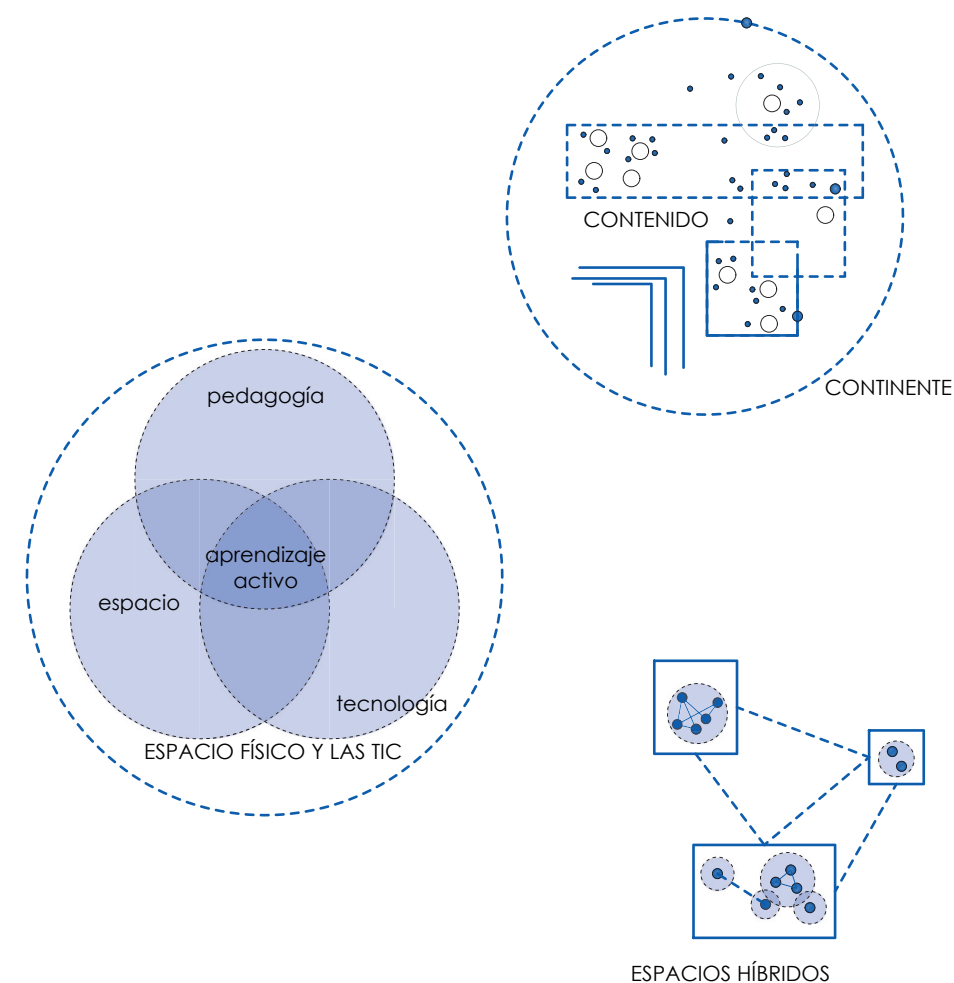 CONTENIDO
CONTINENTE
pedagogía
aprendizaje
activo
espacio
tecnología
ESPACIO FÍSICO Y LAS TIC
ESPACIOS HÍBRIDOS